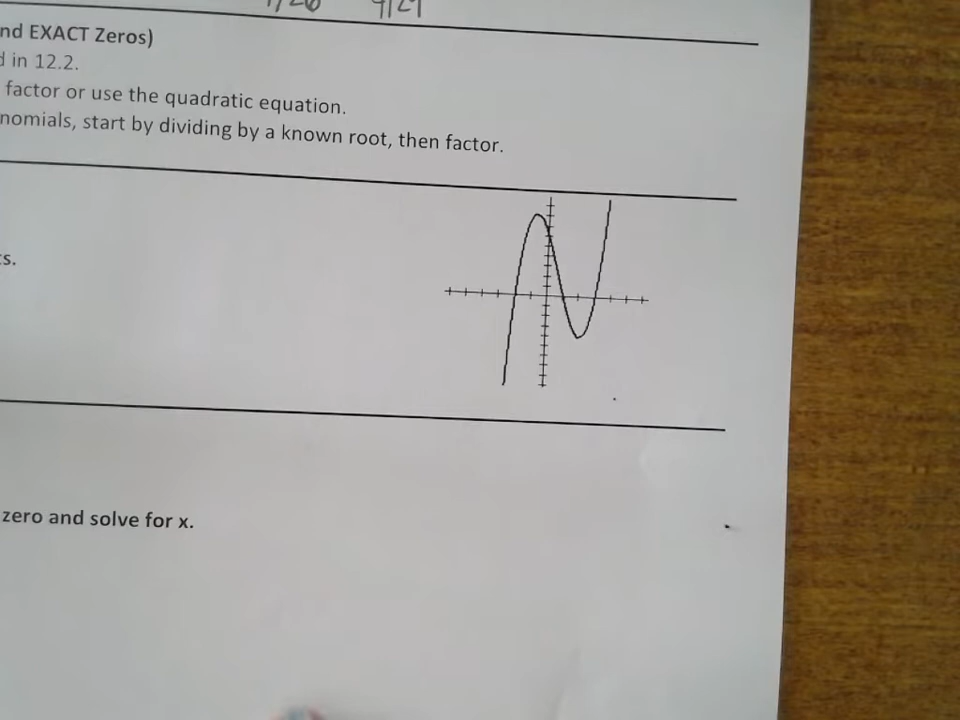 nd EXACT Zeros)
d in 12.2.
factor or use the quadratic equation.
nomials, start by dividing by a known root, then factor.
s.
zero and solve for x.